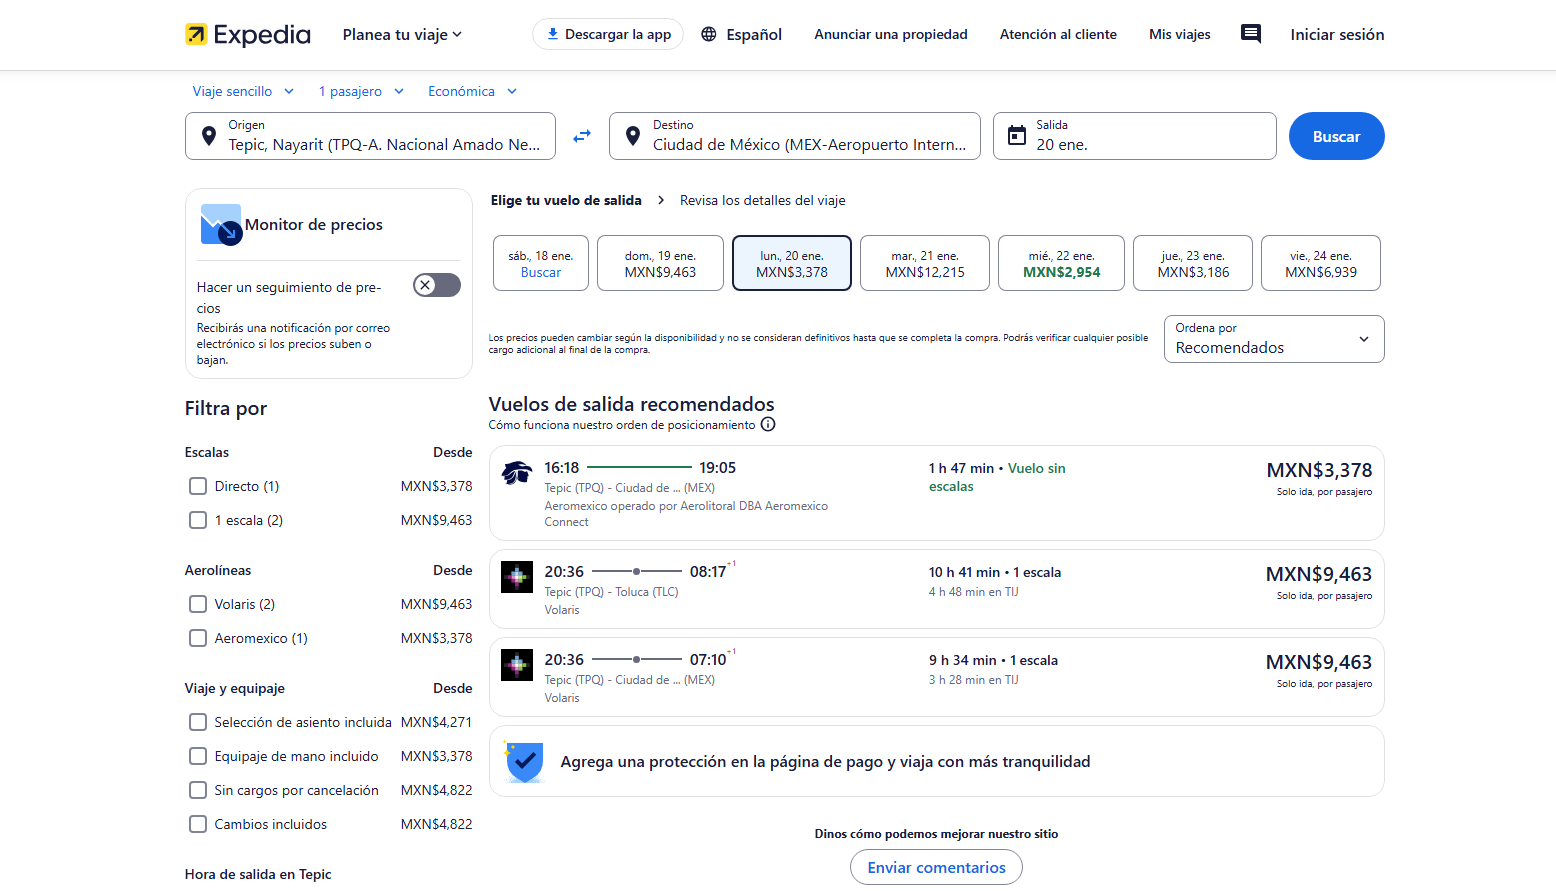 Expedia
Planea tu viaje
Descargar la app
Español
Anunciar una propiedad
Atención al cliente
Mis viajes
Iniciar sesión
Viaje sencillo
1 pasajero
Económica
Origen
Tepic, Nayarit (TPQ-A. Nacional Amado Ne...
Destino
Ciudad de México (MEX-Aeropuerto Intern...
Salida
20 ene.
Buscar
Monitor de precios
Hacer un seguimiento de pre-
cios
Recibirás una notificación por correo
electrónico si los precios suben o
bajan.
Filtra por
Escalas Desde
Directo (1) MXN$3,378
1 escala (2) MXN$9,463
Aerolíneas Desde
Volaris (2) MXN$9,463
Aeromexico (1) MXN$3,378
Viaje y equipaje Desde
Selección de asiento incluida MXN$4,271
Equipaje de mano incluido MXN$3,378
Sin cargos por cancelación MXN$4,822
Cambios incluidos MXN$4,822
Hora de salida en Tepic
Elige tu vuelo de salida
Revisa los detalles del viaje
sáb., 18 ene.
Buscar
dom., 19 ene.
MXN$9,463
lun., 20 ene.
MXN$3,378
mar., 21 ene.
MXN$12,215
mié., 22 ene.
MXN$2,954
jue., 23 ene.
MXN$3,186
vie., 24 ene.
MXN$6,939
Los precios pueden cambiar según la disponibilidad y no se consideran definitivos hasta que se completa la compra. Podrás verificar cualquier posible
cargo adicional al final de la compra.
Ordena por
Recomendados
Vuelos de salida recomendados
Cómo funciona nuestro orden de posicionamiento
16:18 19:05
Tepic (TPQ) - Ciudad de ... (MEX)
Aeromexico operado por Aerolitoral DBA Aeromexico
Connect
1 h 47 min • Vuelo sin
escalas
MXN$3,378
Solo ida, por pasajero
20:36 08:17+1
Tepic (TPQ) - Toluca (TLC)
Volaris
10 h 41 min • 1 escala
4 h 48 min en TIJ
MXN$9,463
Solo ida, por pasajero
20:36 07:10+1
Tepic (TPQ) - Ciudad de ... (MEX)
Volaris
9 h 34 min • 1 escala
3 h 28 min en TIJ
MXN$9,463
Solo ida, por pasajero
Agrega una protección en la página de pago y viaja con más tranquilidad
Dinos cómo podemos mejorar nuestro sitio
Enviar comentarios